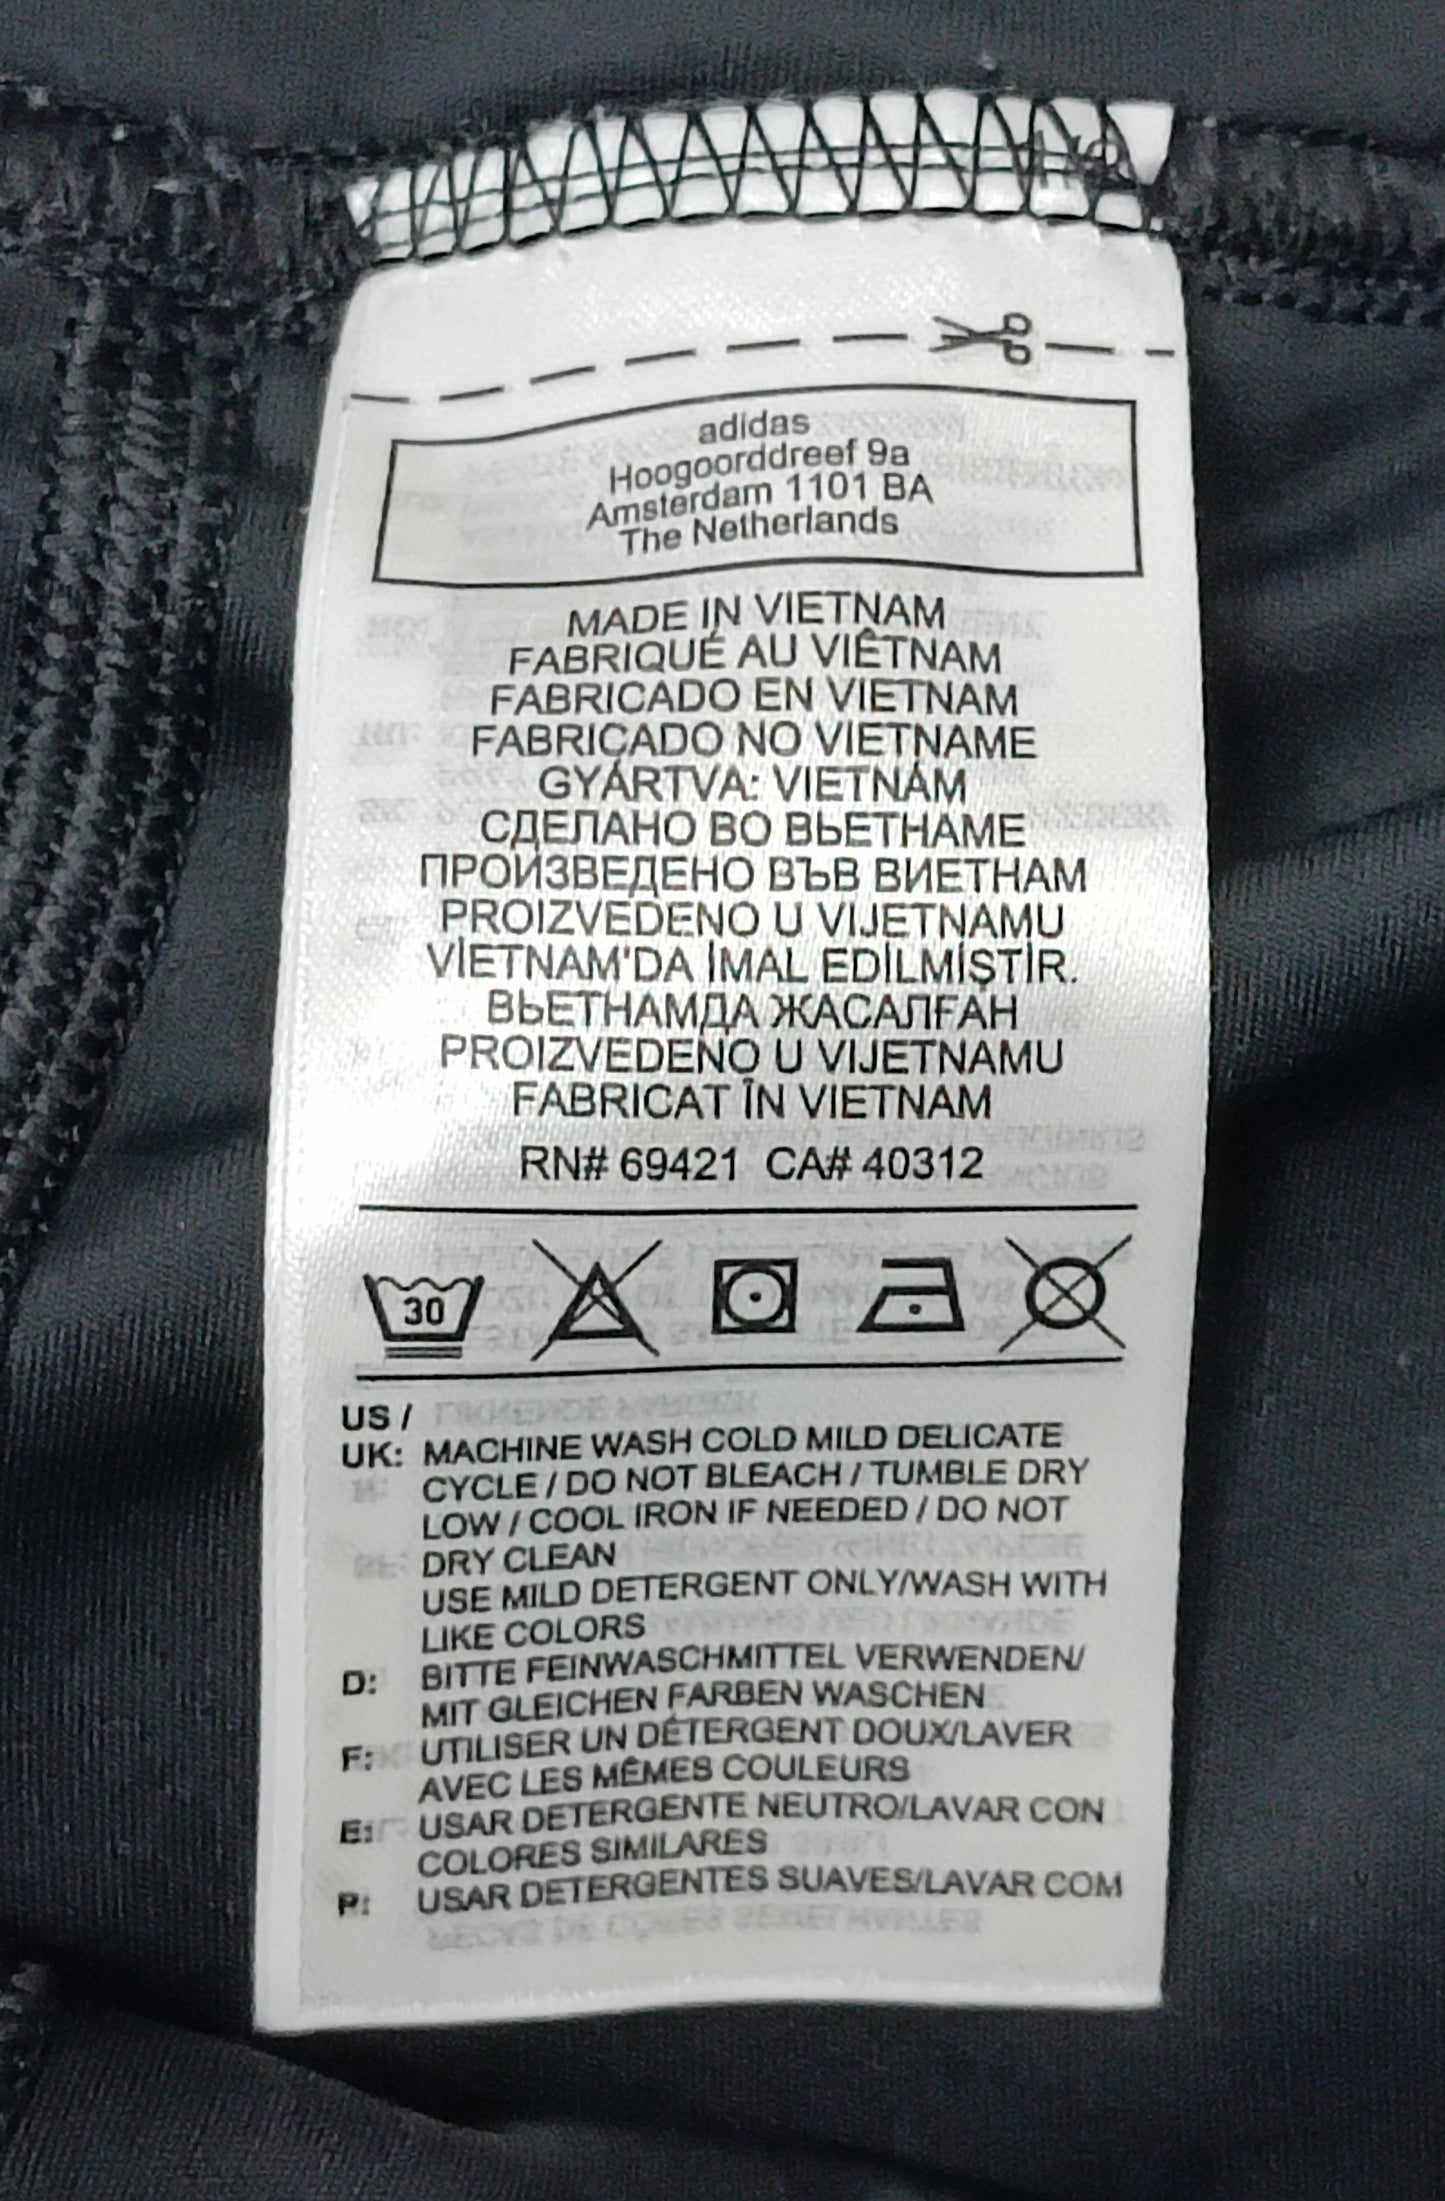 adidas
Hoogoorddreef 9a
Amsterdam 1101 BA
The Netherlands
MADE IN VIETNAM
FABRIQUÉ AU VIÊTNAM
FABRICADO EN VIETNAM
FABRICADO NO VIETNAME
GYÁRTVA: VIETNÁM
СДЕЛАНО ВО ВЬЕТНАМЕ
ПРОИЗВЕДЕНО ВЪВ ВИЕТНАМ
PROIZVEDENO U VIJETNAMU
VİETNAM'DA İMAL EDİLMİŞTİR.
ВЬЕТНАМДА ЖАСАЛҒАН
PROIZVEDENO U VIJETNAMU
FABRICAT ÎN VIETNAM
RN# 69421 CA# 40312
30
US /
UK: MACHINE WASH COLD MILD DELICATE
CYCLE / DO NOT BLEACH / TUMBLE DRY
LOW / COOL IRON IF NEEDED / DO NOT
DRY CLEAN
USE MILD DETERGENT ONLY/WASH WITH
LIKE COLORS
D: BITTE FEINWASCHMITTEL VERWENDEN/
MIT GLEICHEN FARBEN WASCHEN
F: UTILISER UN DÉTERGENT DOUX/LAVER
AVEC LES MÊMES COULEURS
E: USAR DETERGENTE NEUTRO/LAVAR CON
COLORES SIMILARES
P: USAR DETERGENTES SUAVES/LAVAR COM